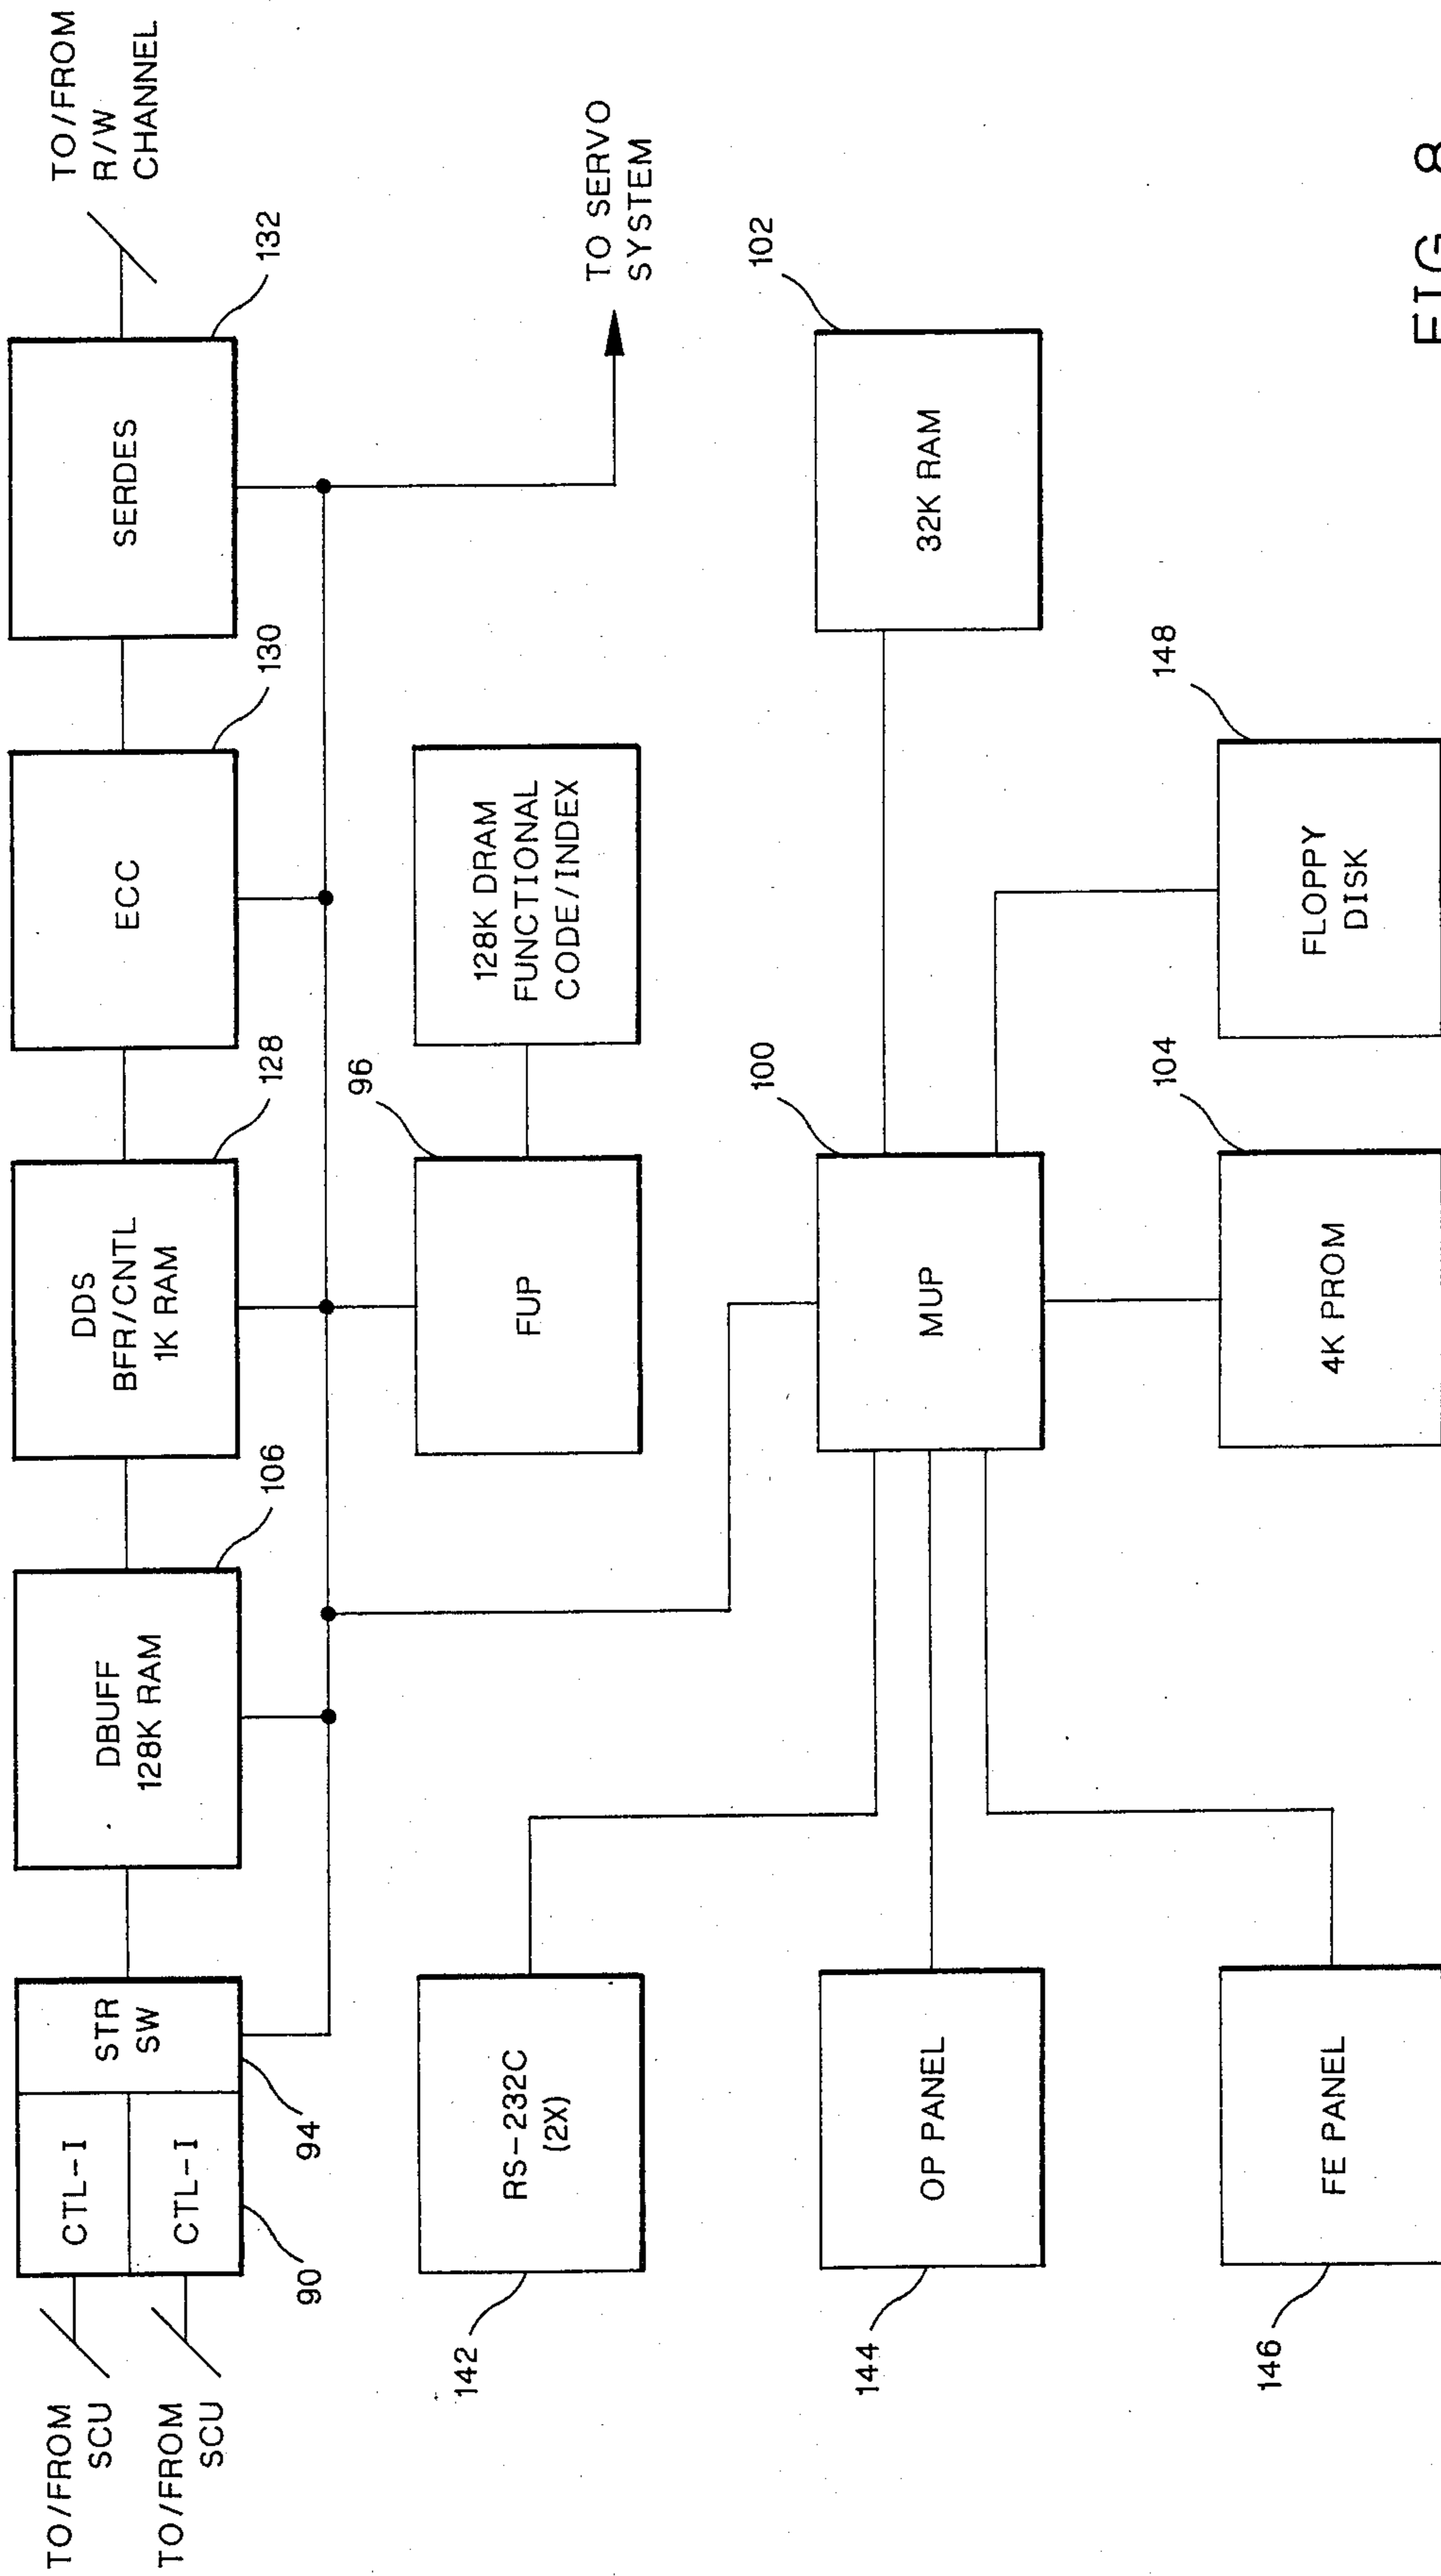 TO/FROM
SCU
TO/FROM
SCU
CTL-I
CTL-I
90
STR
SW
94
DBUFF
128K RAM
106
DDS
BFR/CNTL
1K RAM
128
ECC
130
SERDES
132
TO/FROM
R/W
CHANNEL
TO SERVO
SYSTEM
RS-232C
(2X)
142
FUP
96
128K DRAM
FUNCTIONAL
CODE/INDEX
OP PANEL
144
MUP
100
32K RAM
102
FE PANEL
146
4K PROM
104
FLOPPY
DISK
148
FIG 8